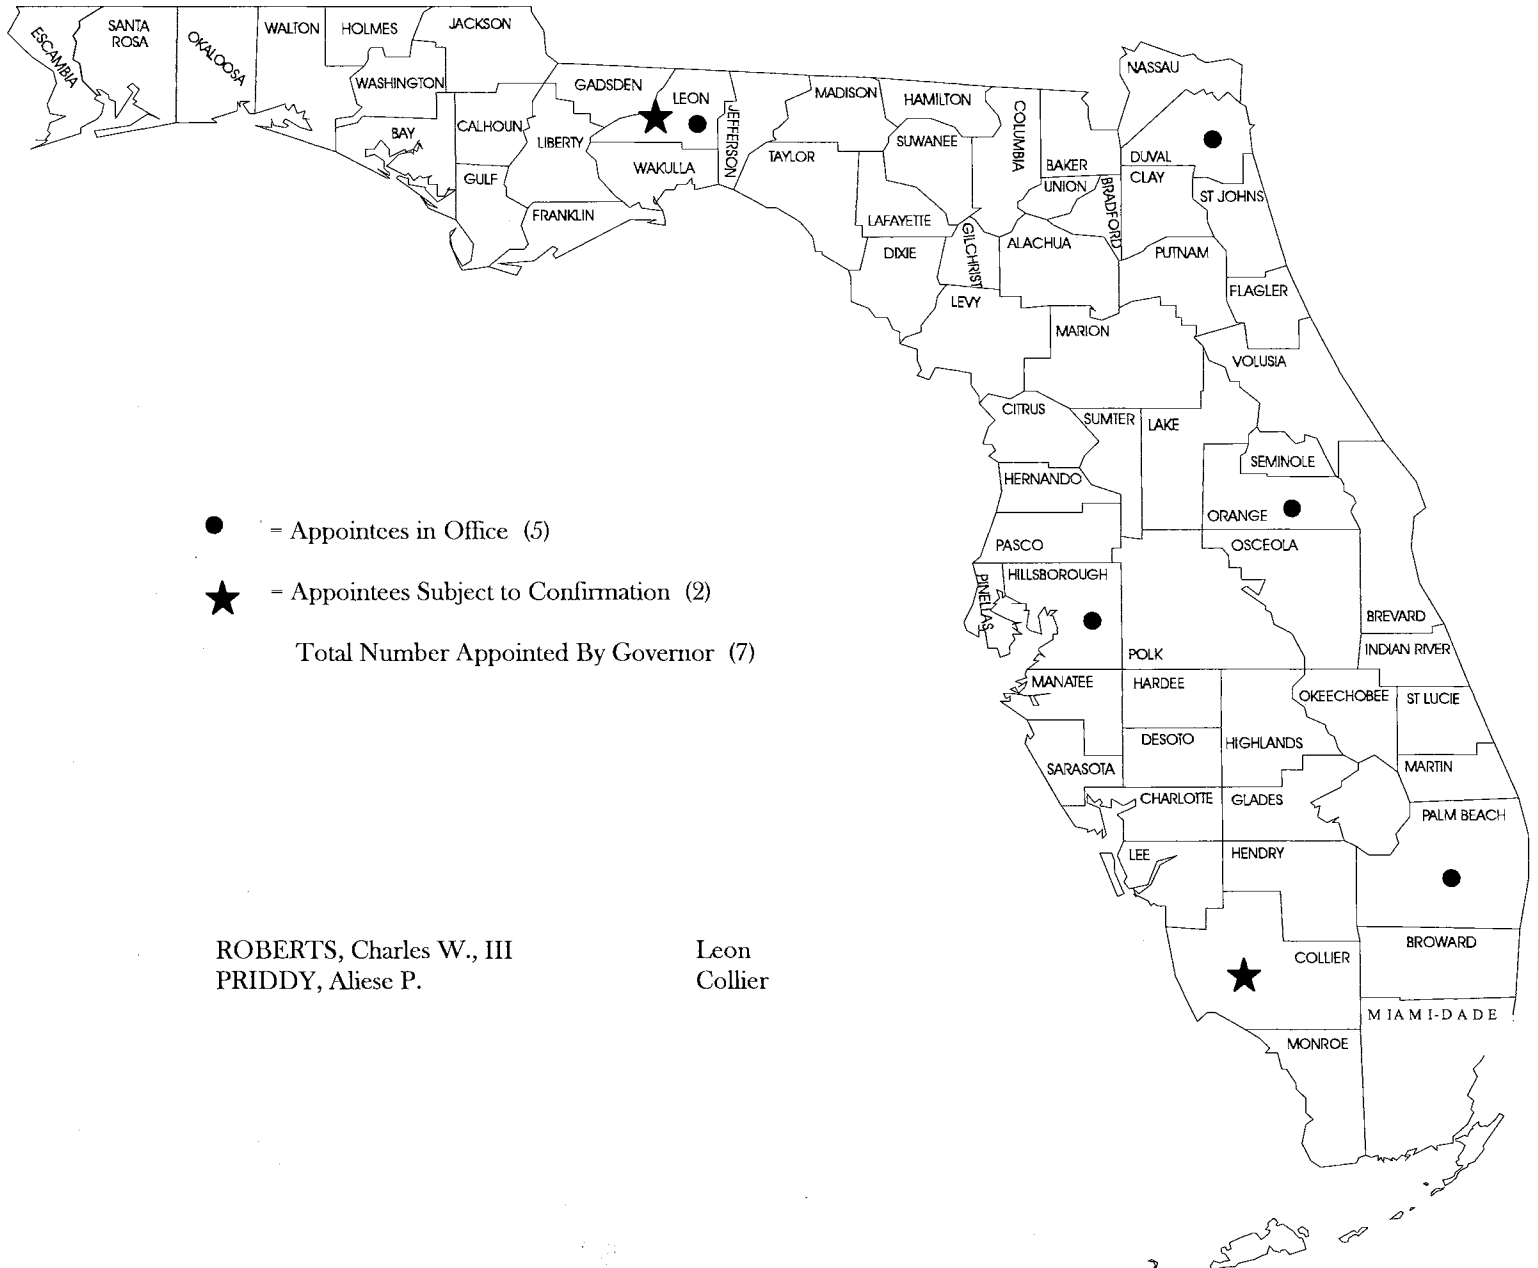 ESCAMBIA
SANTA
ROSA
OKALOOSA
WALTON
HOLMES
JACKSON
WASHINGTON
BAY
CALHOUN
GULF
GADSDEN
LIBERTY
FRANKLIN
LEON
WAKULLA
JEFFERSON
MADISON
TAYLOR
HAMILTON
SUWANEE
LAFAYETTE
DIXIE
COLUMBIA
GILCHRIST
LEVY
BAKER
UNION
BRADFORD
ALACHUA
NASSAU
DUVAL
CLAY
ST JOHNS
PUTNAM
FLAGLER
MARION
VOLUSIA
CITRUS
SUMTER
LAKE
SEMINOLE
HERNANDO
ORANGE
PASCO
OSCEOLA
PINELLAS
HILLSBOROUGH
POLK
BREVARD
INDIAN RIVER
MANATEE
HARDEE
OKEECHOBEE
ST LUCIE
DESOTO
HIGHLANDS
SARASOTA
MARTIN
CHARLOTTE
GLADES
PALM BEACH
LEE
HENDRY
BROWARD
COLLIER
MIAMI-DADE
MONROE
= Appointees in Office (5)
= Appointees Subject to Confirmation (2)
Total Number Appointed By Governor (7)
ROBERTS, Charles W., III Leon
PRIDDY, Aliese P. Collier